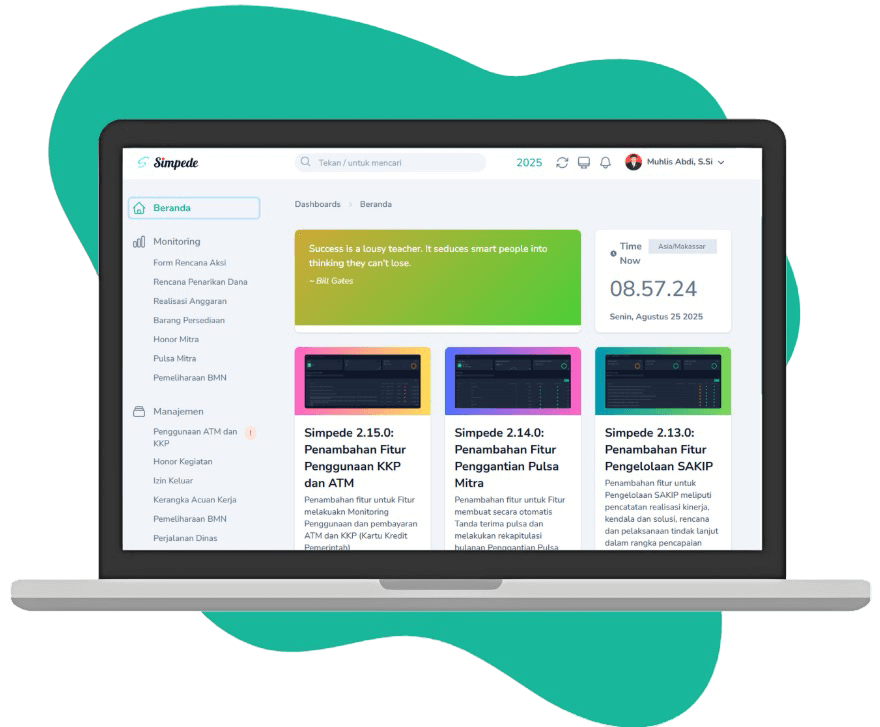 Simpede
Tekan / untuk mencari
2025
Muhlis Abdi, S.Si
Beranda
Monitoring
Form Rencana Aksi
Rencana Penarikan Dana
Realisasi Anggaran
Barang Persediaan
Honor Mitra
Pulsa Mitra
Pemeliharaan BMN
Manajemen
Penggunaan ATM dan
KKP
!
Honor Kegiatan
Izin Keluar
Kerangka Acuan Kerja
Pemeliharaan BMN
Perjalanan Dinas
Dashboards > Beranda
Success is a lousy teacher. It seduces smart people into
thinking they can't lose.
~ Bill Gates
Time
Now
Asia/Makassar
08.57.24
Senin, Agustus 25 2025
Simpede 2.15.0:
Penambahan Fitur
Penggunaan KKP
dan ATM
Penambahan fitur untuk Fitur
melakuakn Monitoring
Penggunaan dan pembayaran
ATM dan KKP (Kartu Kredit
Pemerintah)
Simpede 2.14.0:
Penambahan Fitur
Penggantian Pulsa
Mitra
Penambahan fitur untuk Fitur
membuat secara otomatis
Tanda terima pulsa dan
melakukan rekapitulasi
bulanan Penggantian Pulsa
Simpede 2.13.0:
Penambahan Fitur
Pengelolaan SAKIP
Penambahan fitur untuk
Pengelolaan SAKIP meliputi
pencatatan realisasi kinerja,
kendala dan solusi, rencana
dan pelaksanaan tindak lanjut
dalam rangka pencapaian